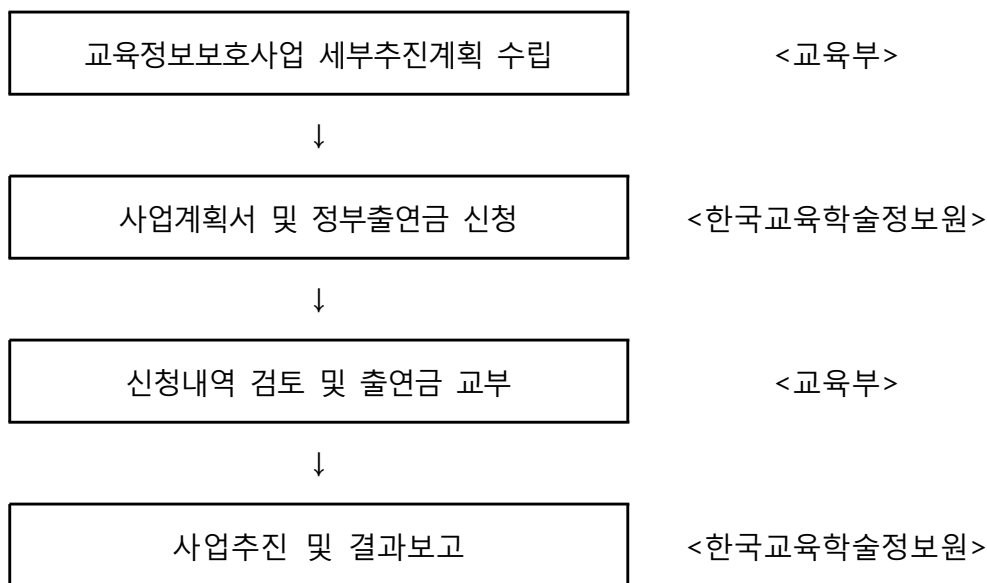 교육정보보호사업 세부추진계획 수립 <교육부>
↓
사업계획서 및 정부출연금 신청 <한국교육학술정보원>
↓
신청내역 검토 및 출연금 교부 <교육부>
↓
사업추진 및 결과보고 <한국교육학술정보원>